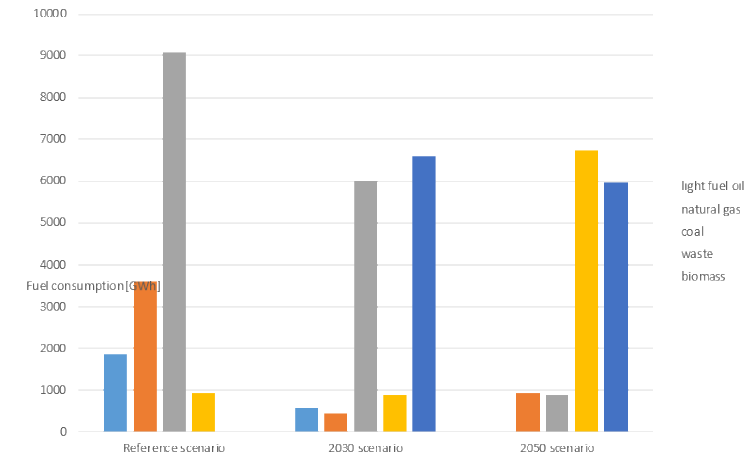 10000
9000
8000
7000
6000
5000
4000
Fuel consumption[GWh]
3000
2000
1000
0
Reference scenario
2030 scenario
2050 scenario
light fuel oil
natural gas
coal
waste
biomass